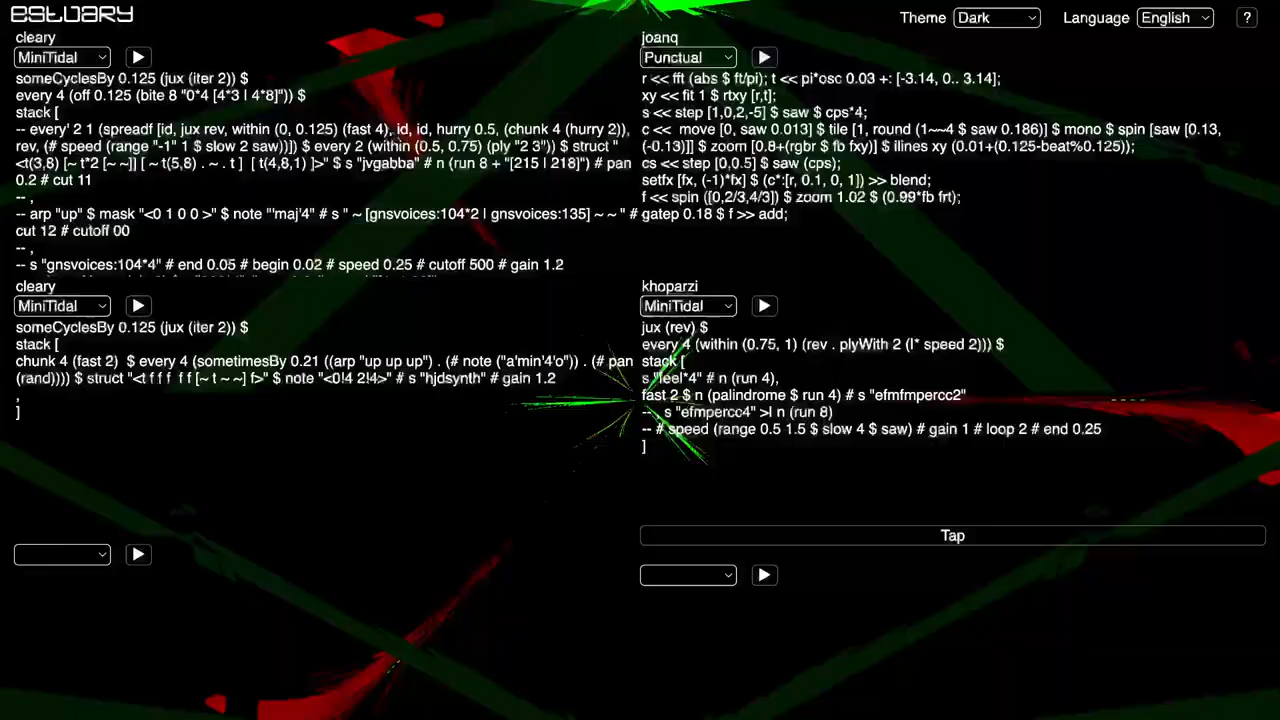 estuary
Theme Dark Language English ?
cleary
MiniTidal
someCyclesBy 0.125 (jux (iter 2)) $
every 4 (off 0.125 (bite 8 "0*4 [4*3 | 4*8]")) $
stack [
-- every' 2 1 (spreadf [id, jux rev, within (0, 0.125) (fast 4), id, id, hurry 0.5, (chunk 4 (hurry 2)),
rev, (# speed (range "-1" 1 $ slow 2 saw))]) $ every 2 (within (0.5, 0.75) (ply "2 3")) $ struct "
<t(3,8) [~ t*2 [~ ~]] [ ~ t(5,8) . ~ . t ] [ t(4,8,1) ]>" $ s "jvgabba" # n (run 8 + "[215 | 218]") # pan
0.2 # cut 11
-- ,
-- arp "up" $ mask "<0 1 0 0 >" $ note "'maj'4" # s " ~ [gnsvoices:104*2 | gnsvoices:135] ~ ~ " #
cut 12 # cutoff 00
-- ,
-- s "gnsvoices:104*4" # end 0.05 # begin 0.02 # speed 0.25 # cutoff 500 # gain 1.2
joanq
Punctual
r << fft (abs $ ft/pi); t << pi*osc 0.03 +: [-3.14, 0.. 3.14];
xy << fit 1 $ rtxy [r,t];
s << step [1,0,2,-5] $ saw $ cps*4;
c << move [0, saw 0.013] $ tile [1, round (1~~4 $ saw 0.186)] $ mono $ spin [saw [0.13,
(-0.13)]] $ zoom [0.8+(rgbr $ fb fxy)] $ ilines xy (0.01+(0.125-beat%0.125));
cs << step [0,0.5] $ saw (cps);
setfx [fx, (-1)*fx] $ (c*:[r, 0.1, 0, 1]) >> blend;
f << spin ([0,2/3,4/3]) $ zoom 1.02 $ (0.99*fb frt);
gatep 0.18 $ f >> add;
cleary
MiniTidal
someCyclesBy 0.125 (jux (iter 2)) $
stack [
chunk 4 (fast 2) $ every 4 (sometimesBy 0.21 ((arp "up up up") . (# note ("a'min'4'o")) . (# pan
(rand)))) $ struct "<t f f f f f [~ t ~ ~] f>" $ note "<0!4 2!4>" # s "hjdsynth" # gain 1.2
,
]
khoparzi
MiniTidal
jux (rev) $
every 4 (within (0.75, 1) (rev . plyWith 2 (|* speed 2))) $
stack [
s "feel*4" # n (run 4),
fast 2 $ n (palindrome $ run 4) # s "efmfmpercc2"
-- s "efmpercc4" >| n (run 8)
-- # speed (range 0.5 1.5 $ slow 4 $ saw) # gain 1 # loop 2 # end 0.25
]
Tap